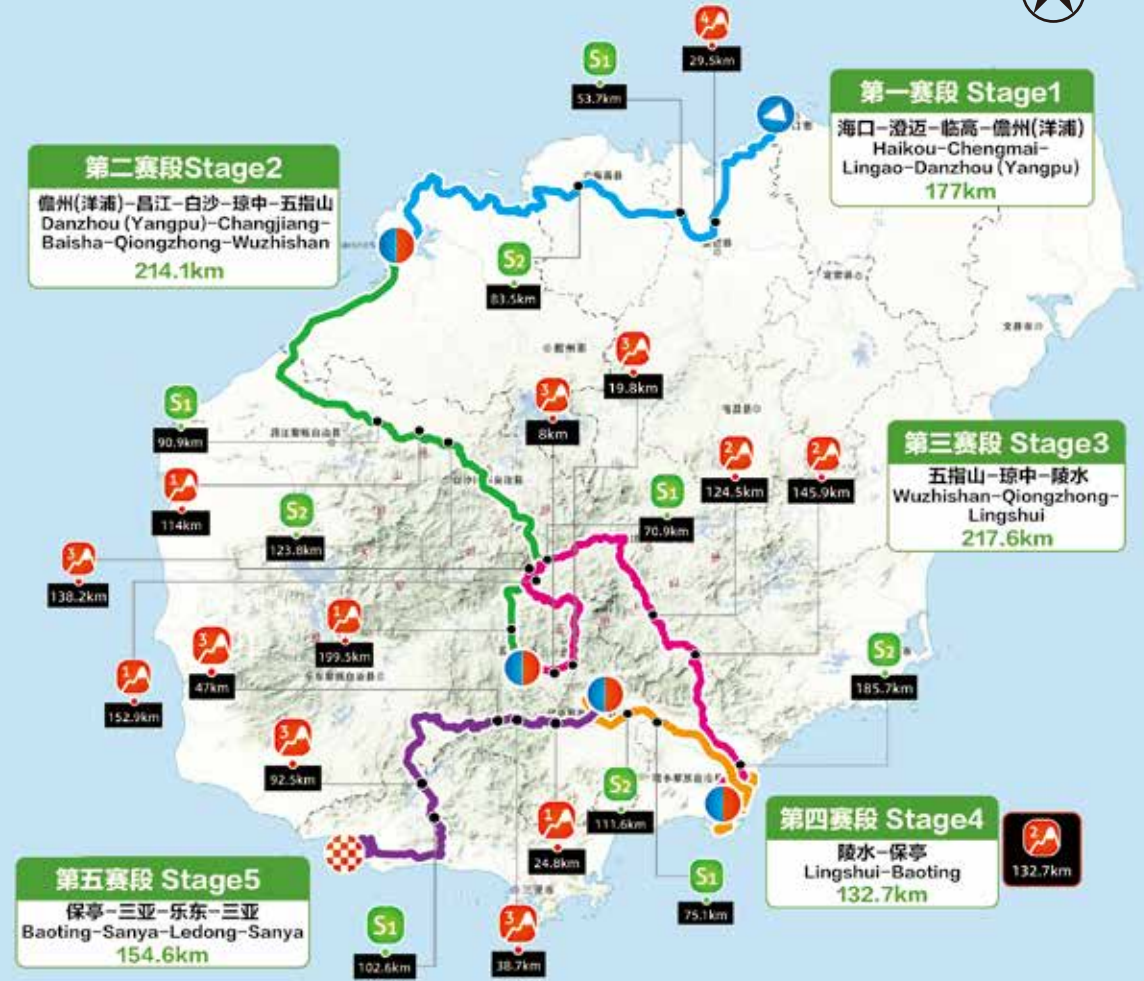 4
29.5km
S1
53.7km
第一赛段 Stage1
海口-澄迈-临高-儋州(洋浦)
Haikou-Chengmai-
Lingao-Danzhou (Yangpu)
177km
第二赛段Stage2
儋州(洋浦)-昌江-白沙-琼中-五指山
Danzhou (Yangpu)-Changjiang-
Baisha-Qiongzhong-Wuzhishan
214.1km
S2
83.5km
3
19.8km
3
8km
S1
90.9km
第三赛段 Stage3
五指山-琼中-陵水
Wuzhishan-Qiongzhong-
Lingshui
217.6km
2
124.5km
2
145.9km
1
114km
S1
70.9km
S2
123.8km
3
138.2km
1
199.5km
3
47km
S2
185.7km
1
152.9km
3
92.5km
S2
111.6km
1
24.8km
第四赛段 Stage4
陵水-保亭
Lingshui-Baoting
132.7km
2
132.7km
第五赛段 Stage5
保亭-三亚-乐东-三亚
Baoting-Sanya-Ledong-Sanya
154.6km
S1
75.1km
S1
102.6km
3
38.7km